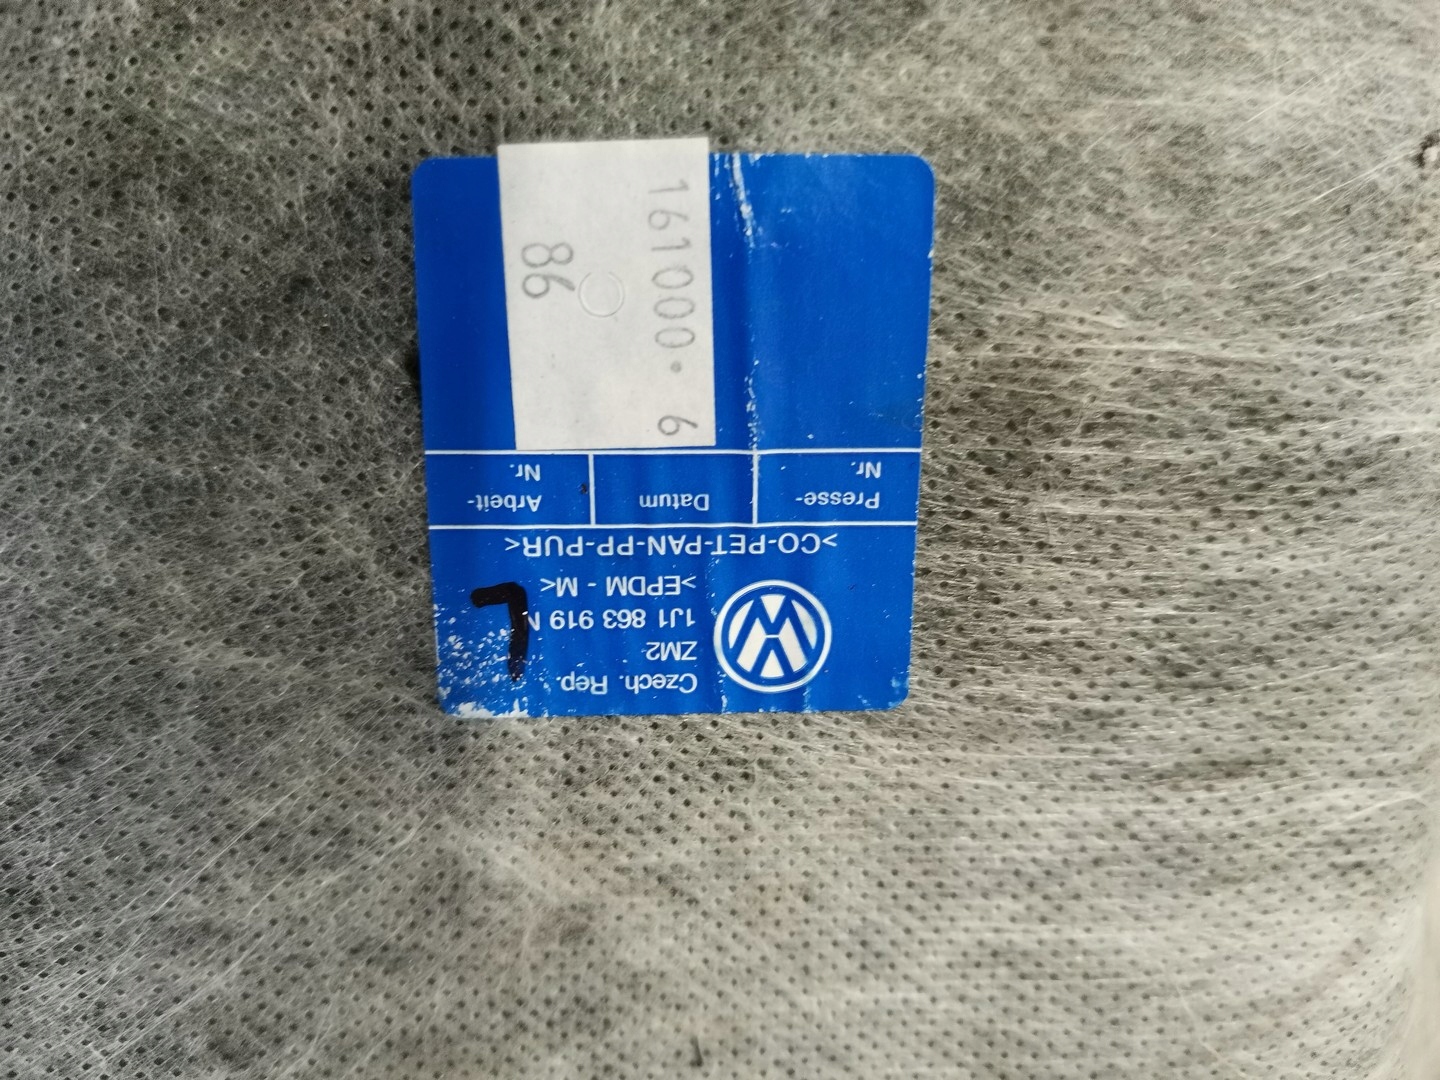 Czech. Rep.
ZM2
1J1 863 919 N
>EPDM - M<
>CO-PET-PAN-PP-PUR<
L
Presse-
Nr.
Datum
Arbeit-
Nr.
161000. 6
86